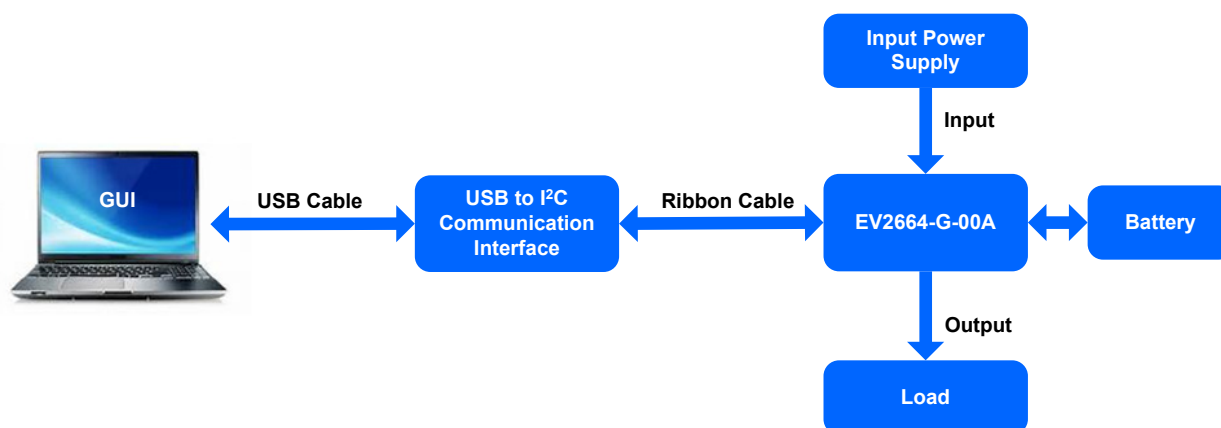 Input Power
Supply
Input
GUI
USB Cable
USB to I²C
Communication
Interface
Ribbon Cable
EV2664-G-00A
Battery
Output
Load